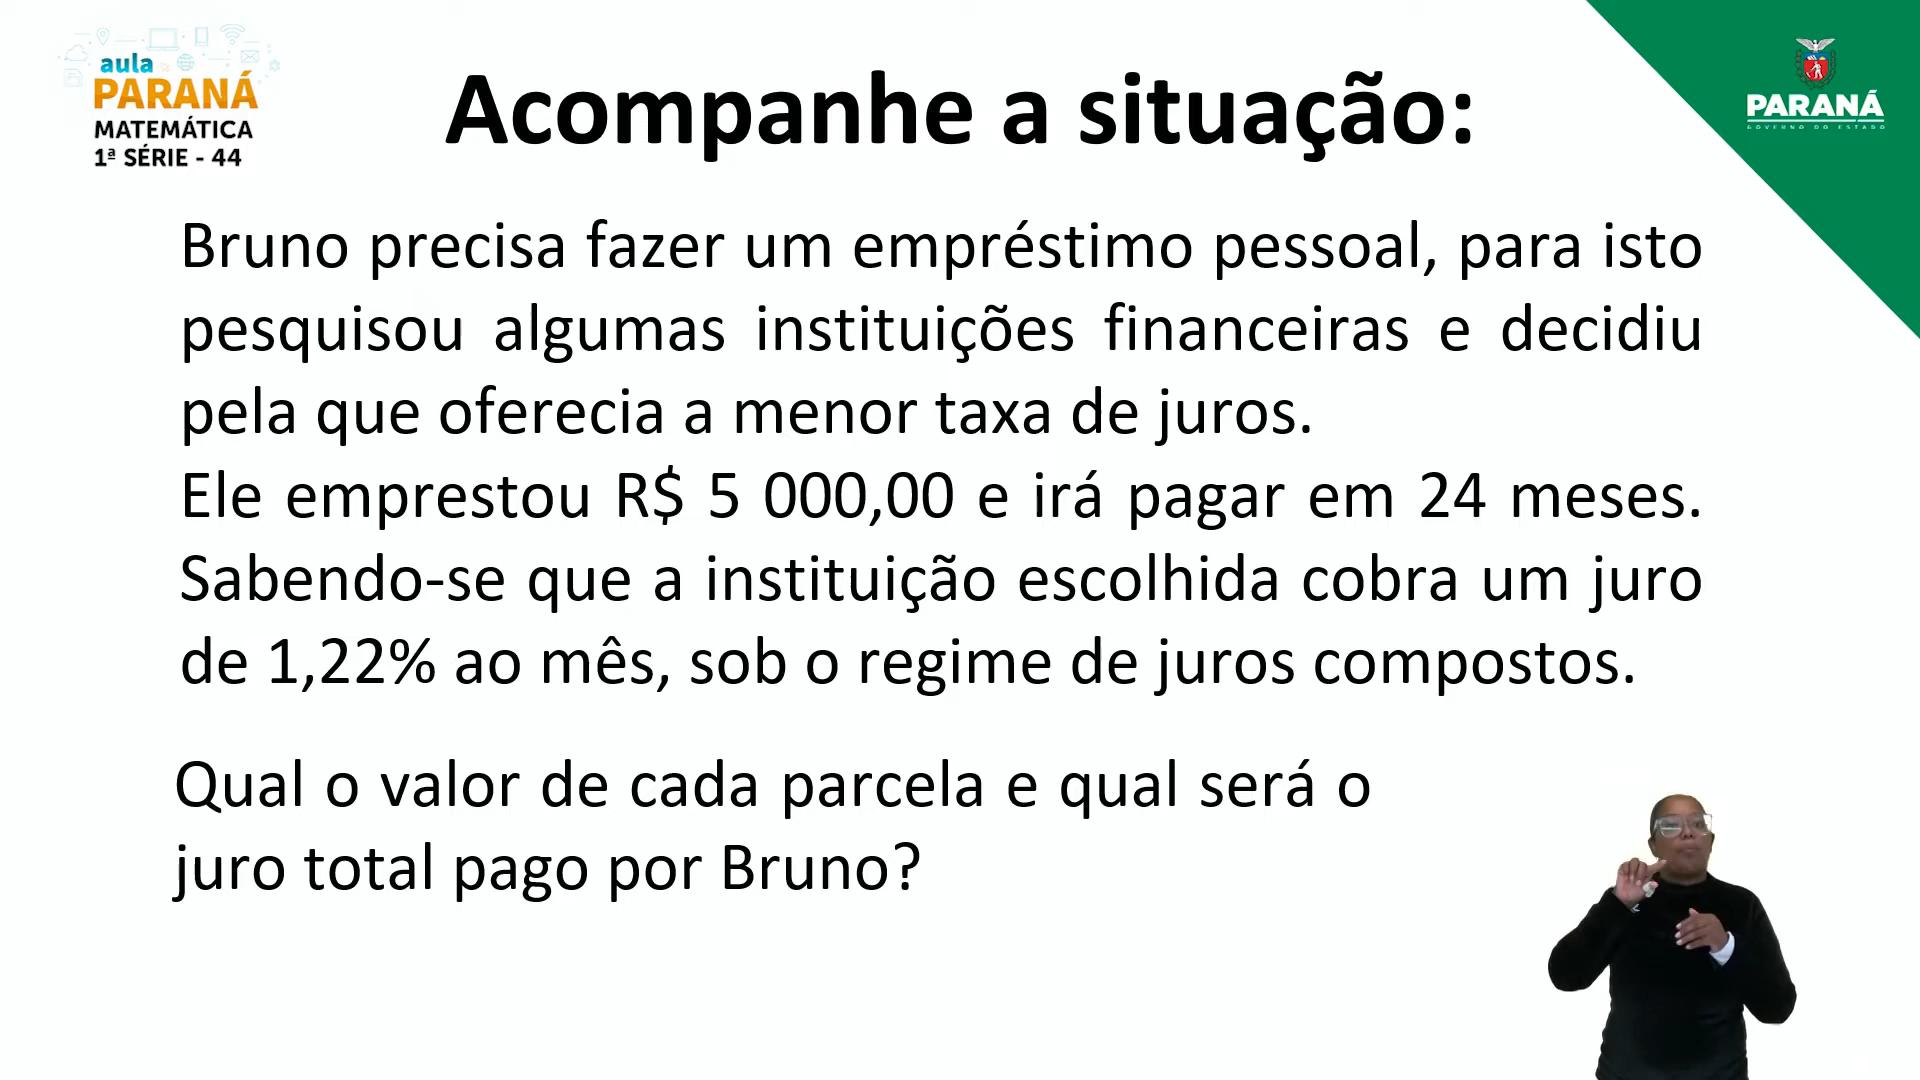 aula
PARANÁ
MATEMÁTICA
1ª SÉRIE - 44
Acompanhe a situação:
PARANÁ
GOVERNO DO ESTADO
Bruno precisa fazer um empréstimo pessoal, para isto
pesquisou algumas instituições financeiras e decidiu
pela que oferecia a menor taxa de juros.
Ele emprestou R$ 5 000,00 e irá pagar em 24 meses.
Sabendo-se que a instituição escolhida cobra um juro
de 1,22% ao mês, sob o regime de juros compostos.
Qual o valor de cada parcela e qual será o
juro total pago por Bruno?